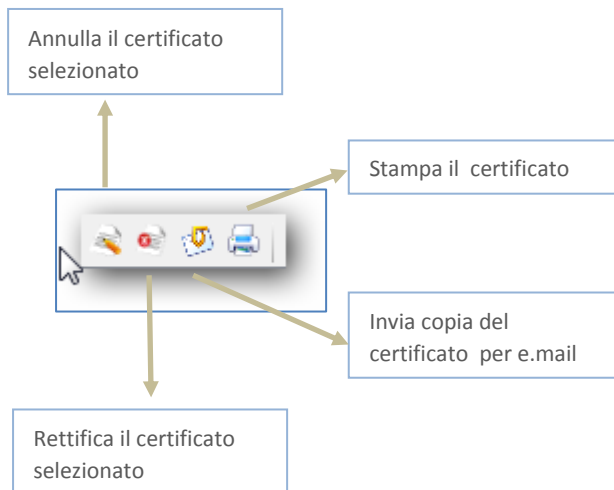 Annulla il certificato
selezionato
Stampa il certificato
Invia copia del
certificato per e.mail
Rettifica il certificato
selezionato